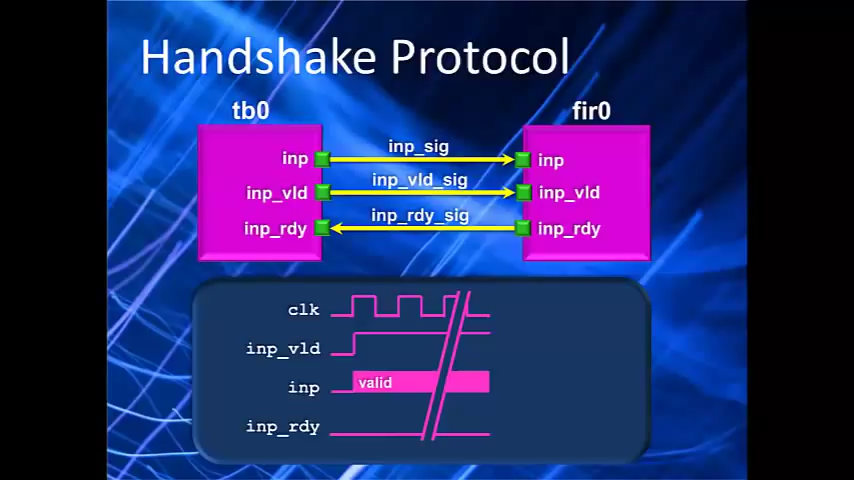 Handshake Protocol
tb0
fir0
inp
inp_sig
inp
inp_vld
inp_vld_sig
inp_vld
inp_rdy
inp_rdy_sig
inp_rdy
clk
inp_vld
inp
valid
inp_rdy